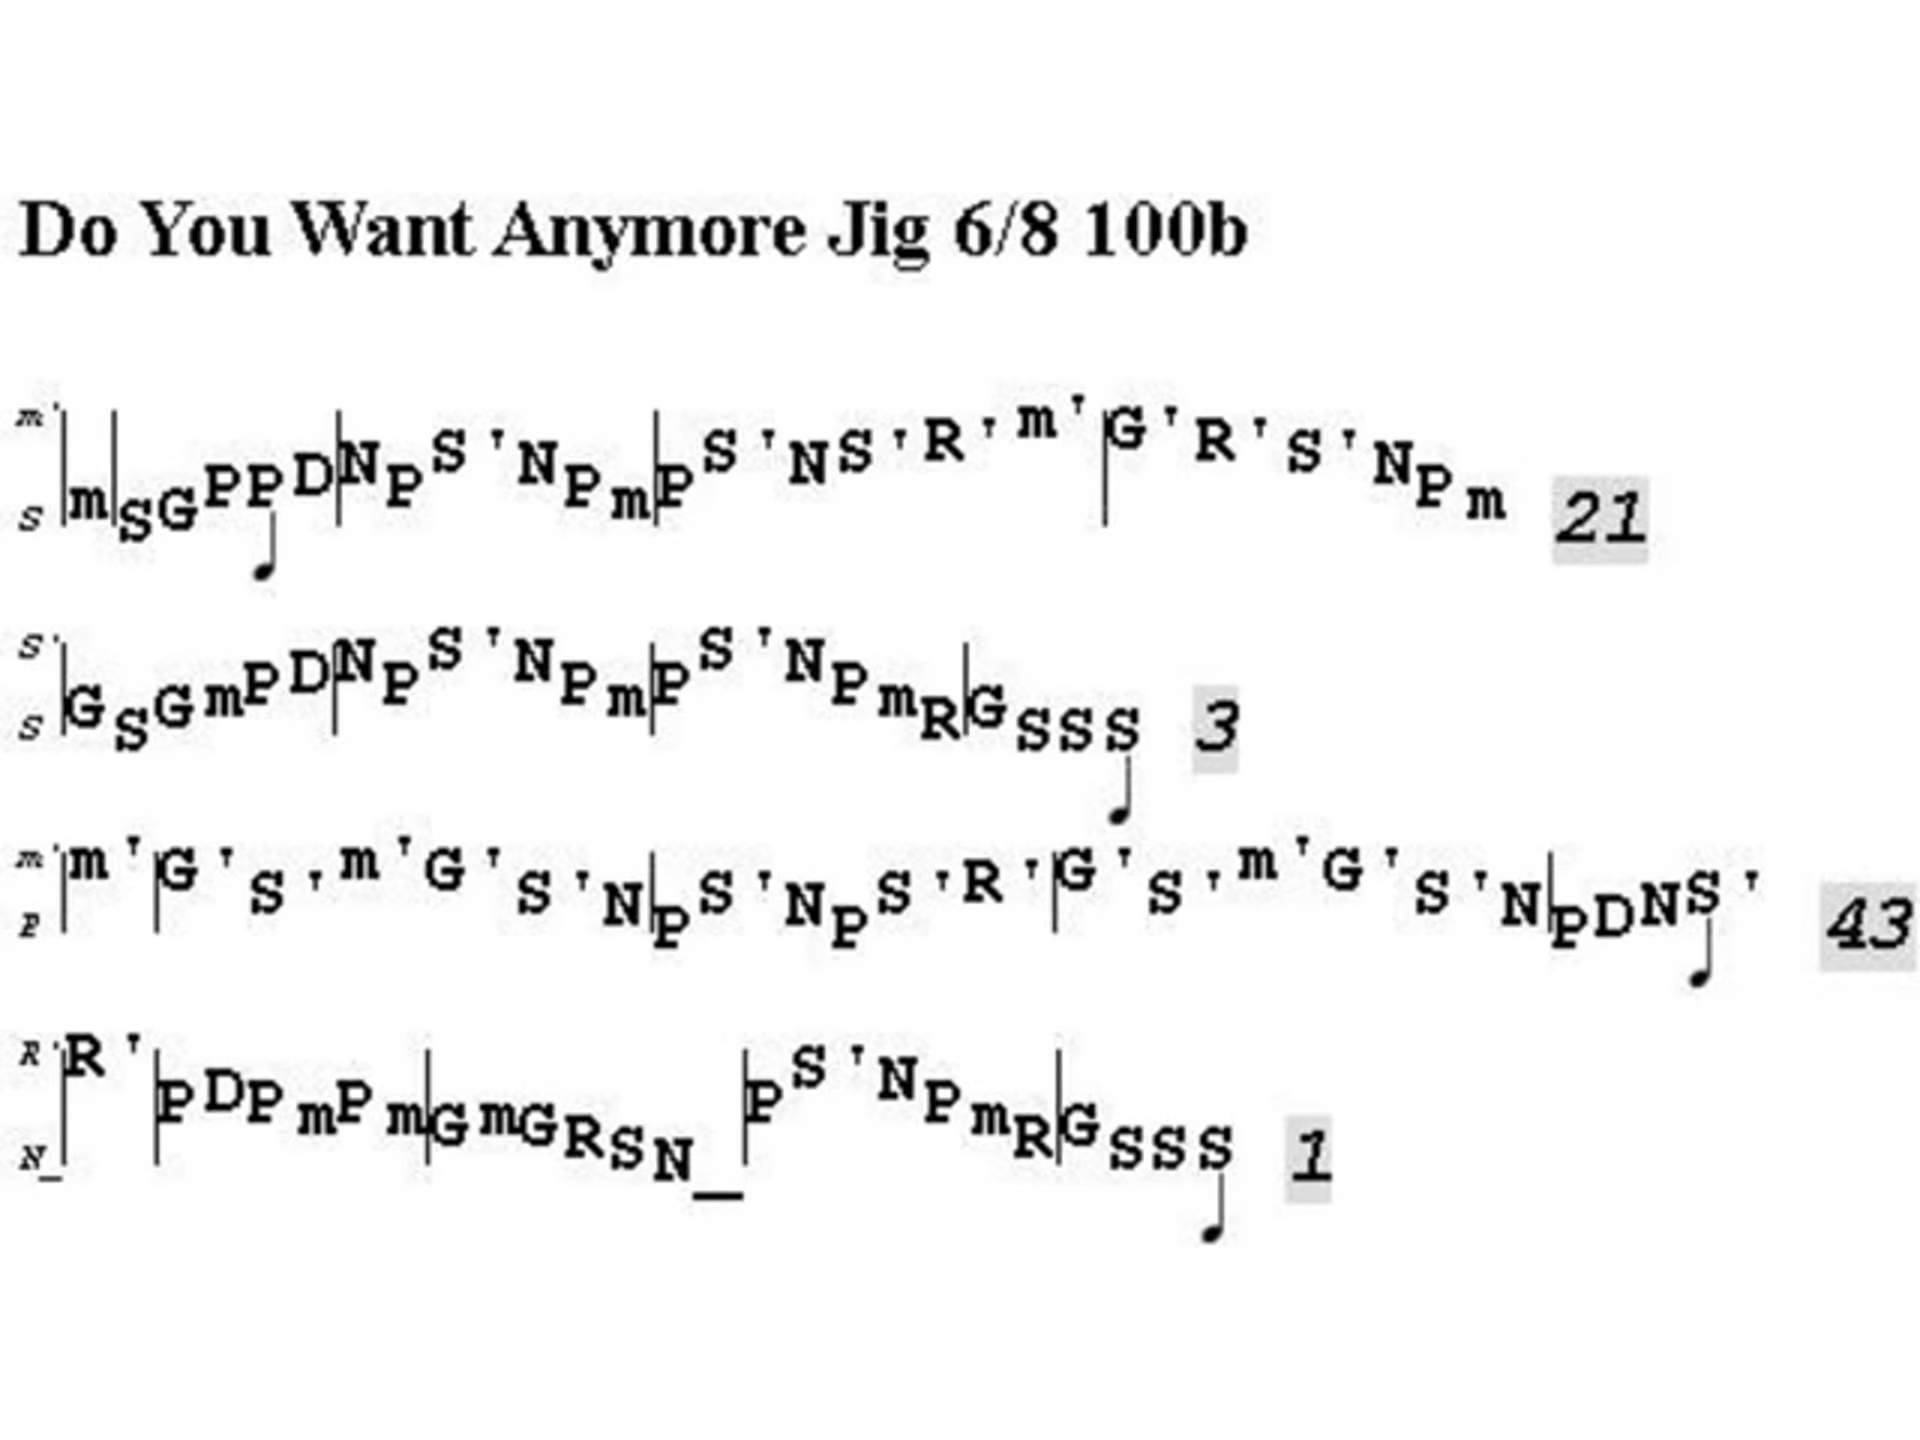 Do You Want Anymore Jig 6/8 100b
m' S |m|SGPPD|NPS'NPm|PS'NS'R'm'|G'R'S'NPm 21
S' S |GSGmPD|NPS'NPm|PS'NPmR|GSSS 3
m' P |m'|G'S'm'G'S'N|PS'NPS'R'|G'S'm'G'S'N|PDNS' 43
R' N_ |R'|PDPmPm|GmGRSN_|PS'NPmR|GSSS 1